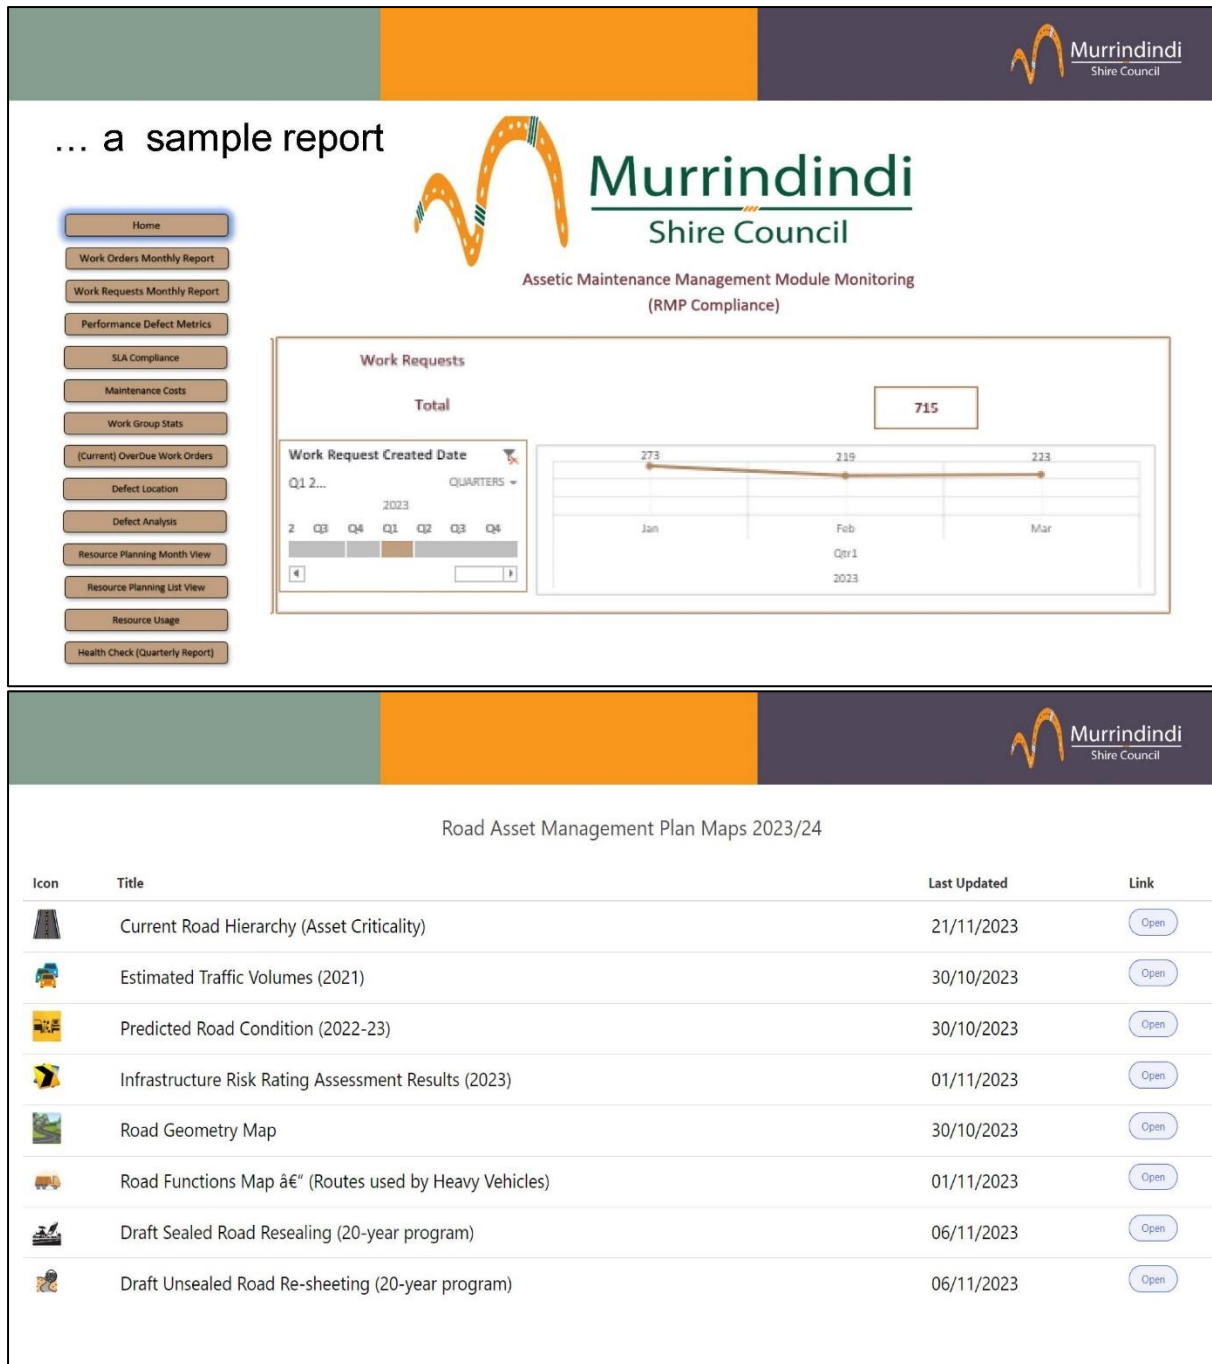 Murrindindi
Shire Council
... a sample report
Murrindindi
Shire Council
Assetic Maintenance Management Module Monitoring
(RMP Compliance)
Home
Work Orders Monthly Report
Work Requests Monthly Report
Performance Defect Metrics
SLA Compliance
Maintenance Costs
Work Group Stats
(Current) OverDue Work Orders
Defect Location
Defect Analysis
Resource Planning Month View
Resource Planning List View
Resource Usage
Health Check (Quarterly Report)
Work Requests
Total
715
Work Request Created Date
Q1 2...
QUARTERS
2023
2 Q3 Q4 Q1 Q2 Q3 Q4
273 219 223
Jan Feb Mar
Qtr1
2023
Murrindindi
Shire Council
Road Asset Management Plan Maps 2023/24
Icon Title Last Updated Link
Current Road Hierarchy (Asset Criticality) 21/11/2023 Open
Estimated Traffic Volumes (2021) 30/10/2023 Open
Predicted Road Condition (2022-23) 30/10/2023 Open
Infrastructure Risk Rating Assessment Results (2023) 01/11/2023 Open
Road Geometry Map 30/10/2023 Open
Road Functions Map â€“ (Routes used by Heavy Vehicles) 01/11/2023 Open
Draft Sealed Road Resealing (20-year program) 06/11/2023 Open
Draft Unsealed Road Re-sheeting (20-year program) 06/11/2023 Open